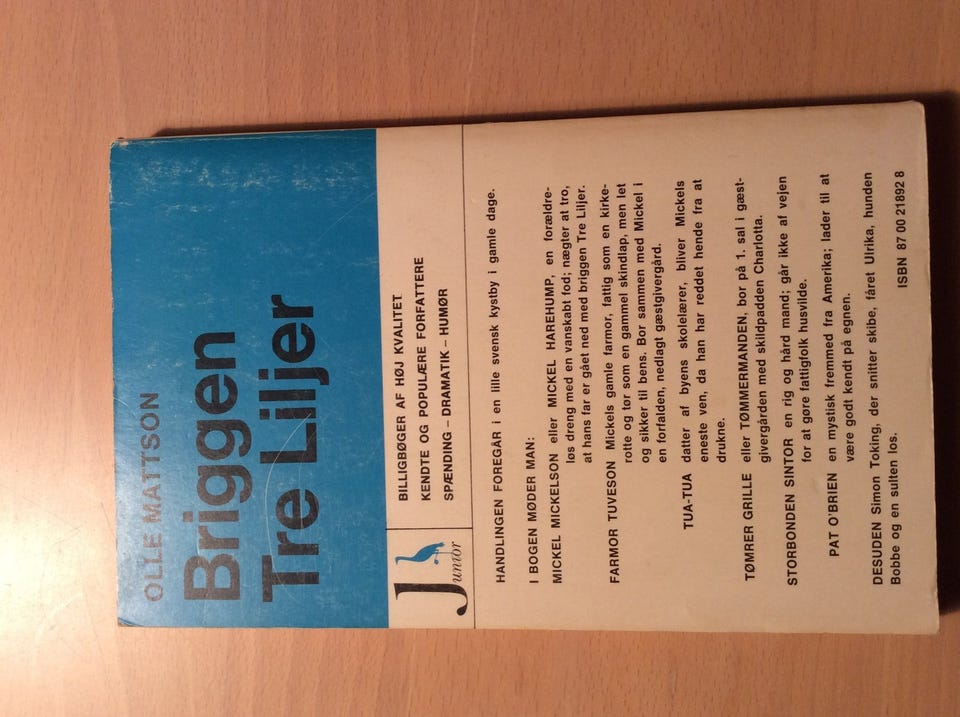 OLLE MATTSON
Briggen
Tre Liljer
Junior
BILLIGBØGER AF HØJ KVALITET
KENDTE OG POPULÆRE FORFATTERE
SPÆNDING – DRAMATIK – HUMØR
HANDLINGEN FOREGÅR i en lille svensk kystby i gamle dage.
I BOGEN MØDER MAN:
MICKEL MICKELSON eller MICKEL HAREHUMP, en forældre-
løs dreng med en vanskabt fod; nægter at tro,
at hans far er gået ned med briggen Tre Liljer.
FARMOR TUVESON Mickels gamle farmor, fattig som en kirke-
rotte og tør som en gammel skindlap, men let
og sikker til bens. Bor sammen med Mickel i
en forfalden, nedlagt gæstgivergård.
TUA-TUA datter af byens skolelærer, bliver Mickels
eneste ven, da han har reddet hende fra at
drukne.
TØMRER GRILLE eller TØMMERMANDEN, bor på 1. sal i gæst-
givergården med skildpadden Charlotta.
STORBONDEN SINTOR en rig og hård mand; går ikke af vejen
for at gøre fattigfolk husvilde.
PAT O'BRIEN en mystisk fremmed fra Amerika; lader til at
være godt kendt på egnen.
DESUDEN Simon Toking, der snitter skibe, fåret Ulrika, hunden
Bobbe og en sulten los.
ISBN 87 00 21892 8